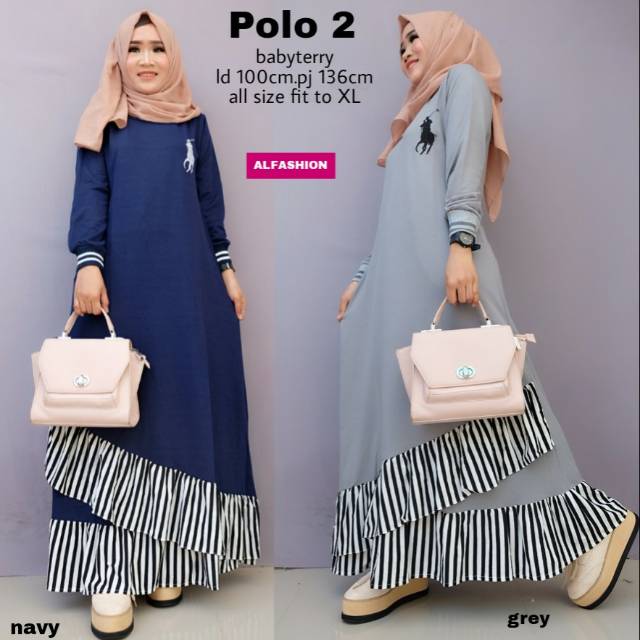 Polo 2
babyterry
ld 100cm.pj 136cm
all size fit to XL
ALFASHION
navy
grey